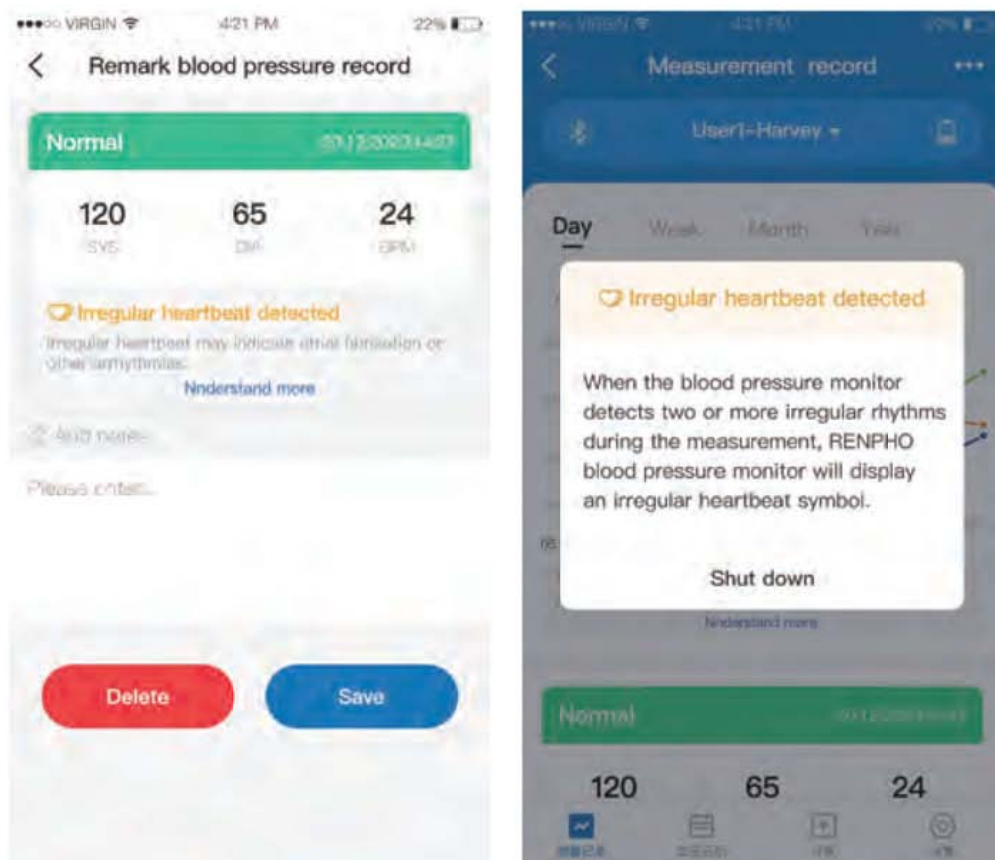 VIRGIN
4:21 PM
22%
Remark blood pressure record
Normal
120
65
24
SYS
BPM
Irregular heartbeat detected
Irregular heartbeat may indicate atrial fibrillation or
other arrhythmias.
Nnderstand more
Add notes
Please enter...
Delete
Save
4:21 PM
Measurement record
User1-Harvey
Day
Week
Month
Year
Irregular heartbeat detected
When the blood pressure monitor
detects two or more irregular rhythms
during the measurement, RENPHO
blood pressure monitor will display
an irregular heartbeat symbol.
Shut down
Nnderstand more
Normal
120
65
24